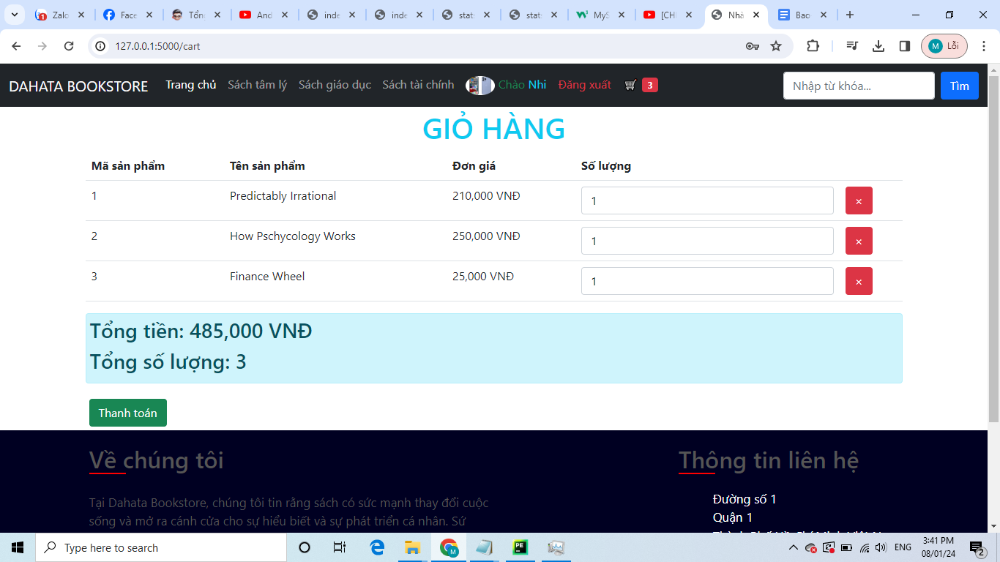 Zalo
Face
Tổn
And
inde
inde
stat
stat
MyS
[CH
Nhà
Bao
127.0.0.1:5000/cart
Lỗi
DAHATA BOOKSTORE Trang chủ Sách tâm lý Sách giáo dục Sách tài chính Chào Nhi Đăng xuất 3 Nhập từ khóa... Tìm
GIỎ HÀNG
Mã sản phẩm Tên sản phẩm Đơn giá Số lượng
1 Predictably Irrational 210,000 VNĐ 1 ×
2 How Pschycology Works 250,000 VNĐ 1 ×
3 Finance Wheel 25,000 VNĐ 1 ×
Tổng tiền: 485,000 VNĐ
Tổng số lượng: 3
Thanh toán
Về chúng tôi
Tại Dahata Bookstore, chúng tôi tin rằng sách có sức mạnh thay đổi cuộc
sống và mở ra cánh cửa cho sự hiểu biết và sự phát triển cá nhân. Sứ
Thông tin liên hệ
Đường số 1
Quận 1
Type here to search
ENG
3:41 PM
08/01/24
2